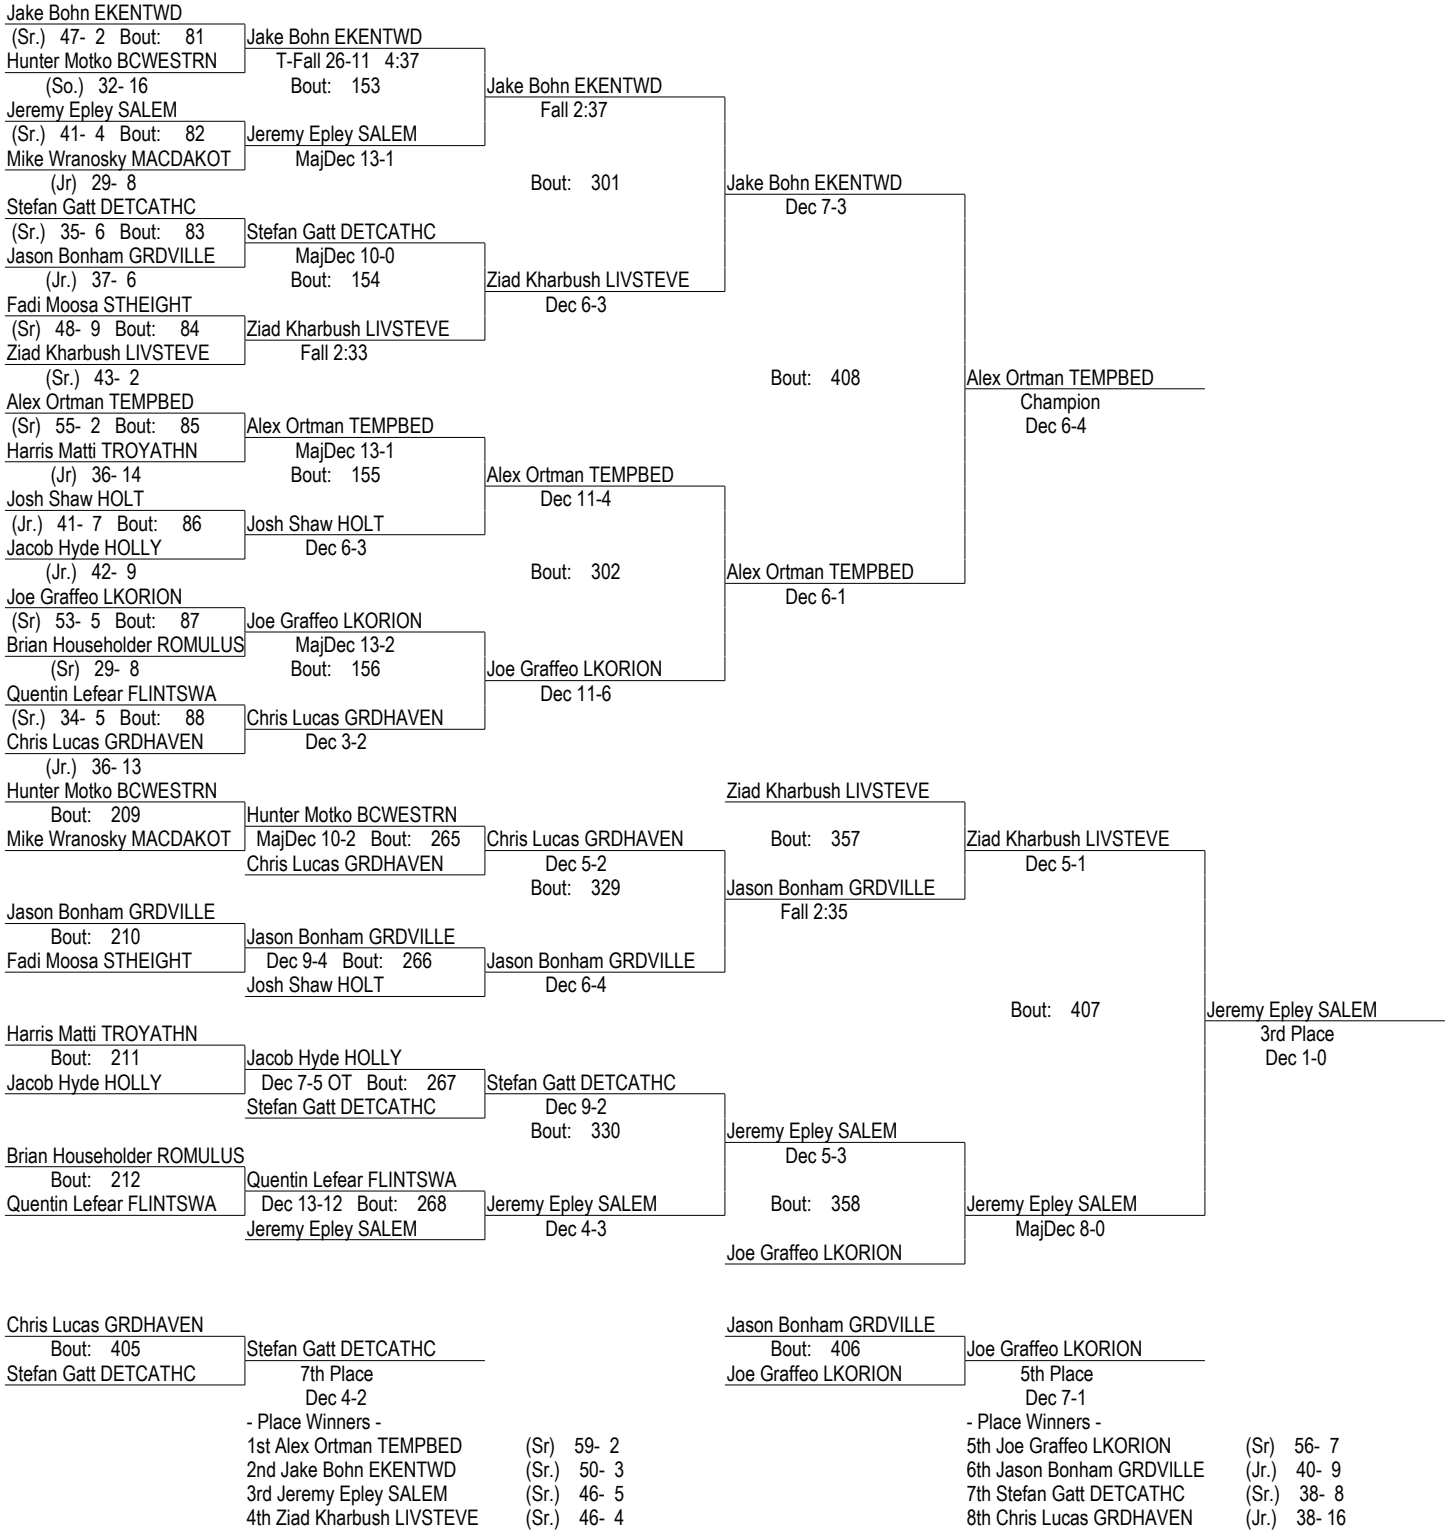 Jake Bohn EKENTWD
(Sr.) 47- 2 Bout: 81 Jake Bohn EKENTWD
Hunter Motko BCWESTRN T-Fall 26-11 4:37
(So.) 32- 16 Bout: 153 Jake Bohn EKENTWD
Jeremy Epley SALEM Fall 2:37
(Sr.) 41- 4 Bout: 82 Jeremy Epley SALEM
Mike Wranosky MACDAKOT MajDec 13-1
(Jr) 29- 8 Bout: 301 Jake Bohn EKENTWD
Stefan Gatt DETCATHC Dec 7-3
(Sr.) 35- 6 Bout: 83 Stefan Gatt DETCATHC
Jason Bonham GRDVILLE MajDec 10-0
(Jr.) 37- 6 Bout: 154 Ziad Kharbush LIVSTEVE
Fadi Moosa STHEIGHT Dec 6-3
(Sr) 48- 9 Bout: 84 Ziad Kharbush LIVSTEVE
Ziad Kharbush LIVSTEVE Fall 2:33
(Sr.) 43- 2 Bout: 408 Alex Ortman TEMPBED
Alex Ortman TEMPBED Champion
(Sr) 55- 2 Bout: 85 Alex Ortman TEMPBED Dec 6-4
Harris Matti TROYATHN MajDec 13-1
(Jr) 36- 14 Bout: 155 Alex Ortman TEMPBED
Josh Shaw HOLT Dec 11-4
(Jr.) 41- 7 Bout: 86 Josh Shaw HOLT
Jacob Hyde HOLLY Dec 6-3
(Jr.) 42- 9 Bout: 302 Alex Ortman TEMPBED
Joe Graffeo LKORION Dec 6-1
(Sr) 53- 5 Bout: 87 Joe Graffeo LKORION
Brian Householder ROMULUS MajDec 13-2
(Sr) 29- 8 Bout: 156 Joe Graffeo LKORION
Quentin Lefear FLINTSWA Dec 11-6
(Sr.) 34- 5 Bout: 88 Chris Lucas GRDHAVEN
Chris Lucas GRDHAVEN Dec 3-2
(Jr.) 36- 13
Hunter Motko BCWESTRN Ziad Kharbush LIVSTEVE
Bout: 209 Hunter Motko BCWESTRN
Mike Wranosky MACDAKOT MajDec 10-2 Bout: 265 Chris Lucas GRDHAVEN Bout: 357 Ziad Kharbush LIVSTEVE
Chris Lucas GRDHAVEN Dec 5-2 Dec 5-1
Bout: 329 Jason Bonham GRDVILLE
Jason Bonham GRDVILLE Fall 2:35
Bout: 210 Jason Bonham GRDVILLE
Fadi Moosa STHEIGHT Dec 9-4 Bout: 266 Jason Bonham GRDVILLE
Josh Shaw HOLT Dec 6-4
Bout: 407 Jeremy Epley SALEM
Harris Matti TROYATHN 3rd Place
Bout: 211 Jacob Hyde HOLLY Dec 1-0
Jacob Hyde HOLLY Dec 7-5 OT Bout: 267 Stefan Gatt DETCATHC
Stefan Gatt DETCATHC Dec 9-2
Bout: 330 Jeremy Epley SALEM
Brian Householder ROMULUS Dec 5-3
Bout: 212 Quentin Lefear FLINTSWA
Quentin Lefear FLINTSWA Dec 13-12 Bout: 268 Jeremy Epley SALEM Bout: 358 Jeremy Epley SALEM
Jeremy Epley SALEM Dec 4-3 MajDec 8-0
Joe Graffeo LKORION
Chris Lucas GRDHAVEN Jason Bonham GRDVILLE
Bout: 405 Stefan Gatt DETCATHC Bout: 406 Joe Graffeo LKORION
Stefan Gatt DETCATHC 7th Place Joe Graffeo LKORION 5th Place
Dec 4-2 Dec 7-1
- Place Winners - - Place Winners -
1st Alex Ortman TEMPBED (Sr) 59- 2 5th Joe Graffeo LKORION (Sr) 56- 7
2nd Jake Bohn EKENTWD (Sr.) 50- 3 6th Jason Bonham GRDVILLE (Jr.) 40- 9
3rd Jeremy Epley SALEM (Sr.) 46- 5 7th Stefan Gatt DETCATHC (Sr.) 38- 8
4th Ziad Kharbush LIVSTEVE (Sr.) 46- 4 8th Chris Lucas GRDHAVEN (Jr.) 38- 16